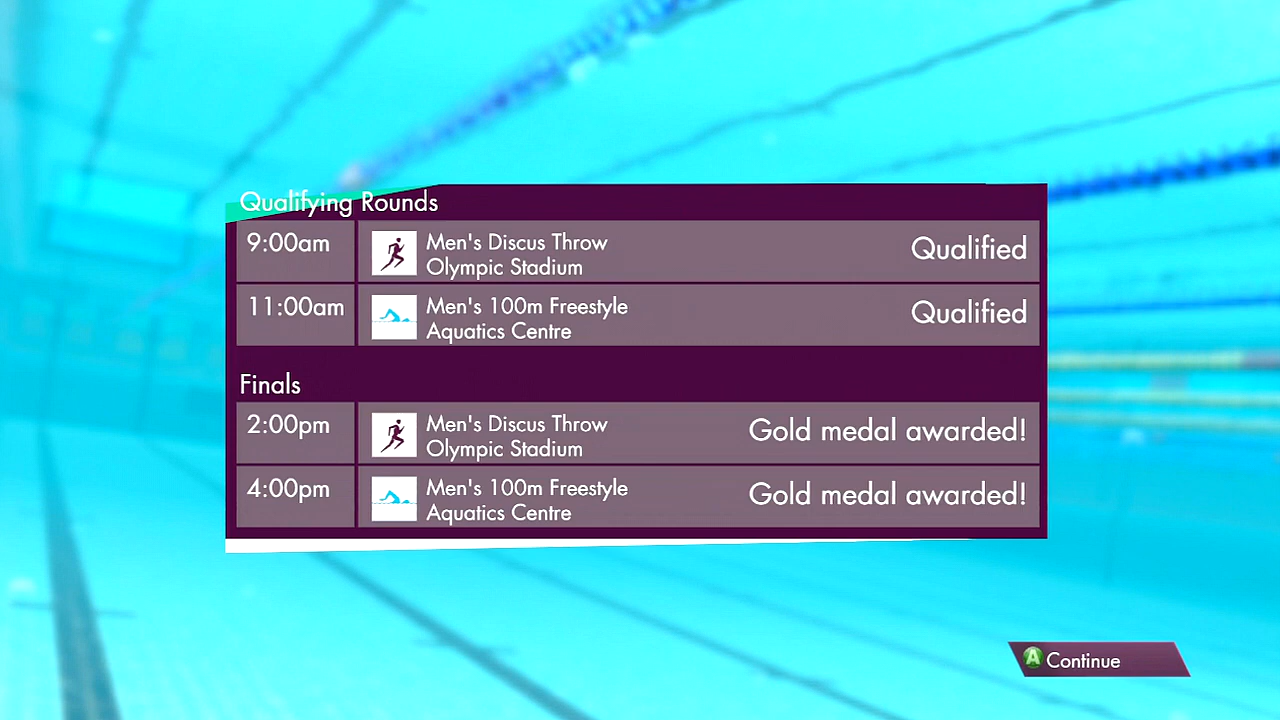 Qualifying Rounds
9:00am
Men's Discus Throw
Olympic Stadium
Qualified
11:00am
Men's 100m Freestyle
Aquatics Centre
Qualified
Finals
2:00pm
Men's Discus Throw
Olympic Stadium
Gold medal awarded!
4:00pm
Men's 100m Freestyle
Aquatics Centre
Gold medal awarded!
A Continue